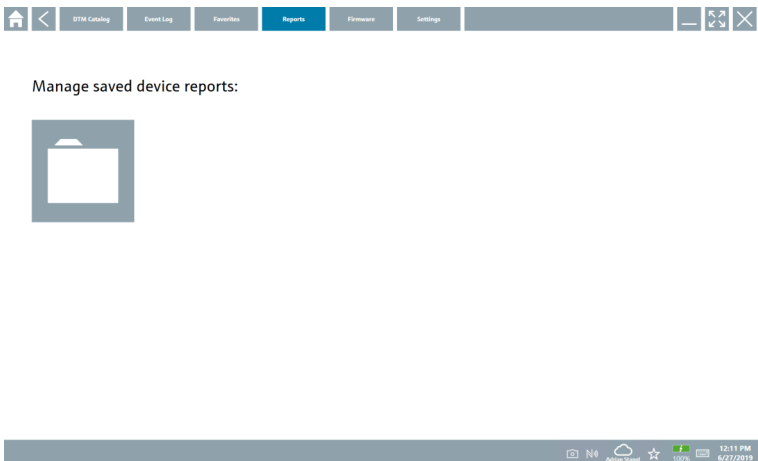 DTM Catalog
Event Log
Favorites
Reports
Firmware
Settings
Manage saved device reports:
100%
12:11 PM
6/27/2019